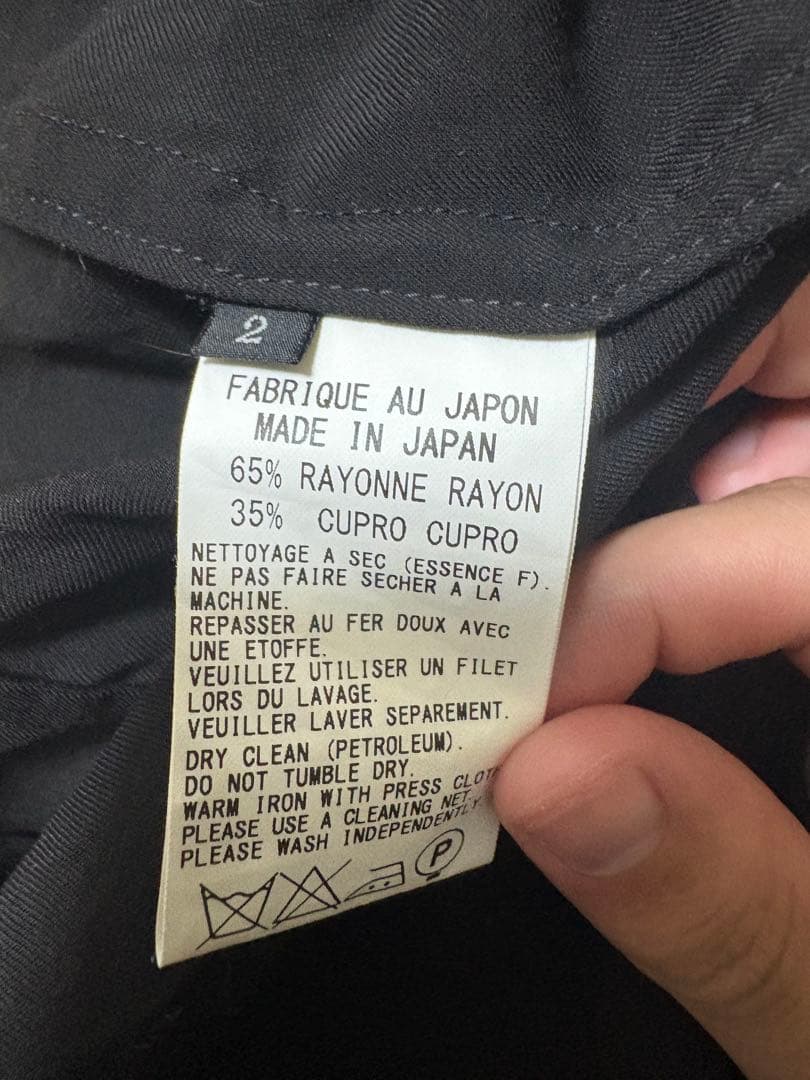 2
FABRIQUE AU JAPON
MADE IN JAPAN
65% RAYONNE RAYON
35% CUPRO CUPRO
NETTOYAGE A SEC (ESSENCE F).
NE PAS FAIRE SECHER A LA
MACHINE.
REPASSER AU FER DOUX AVEC
UNE ETOFFE.
VEUILLEZ UTILISER UN FILET
LORS DU LAVAGE.
VEUILLER LAVER SEPAREMENT.
DRY CLEAN (PETROLEUM).
DO NOT TUMBLE DRY.
WARM IRON WITH PRESS CLOT
PLEASE USE A CLEANING NET.
PLEASE WASH INDEPENDENTLY.
P